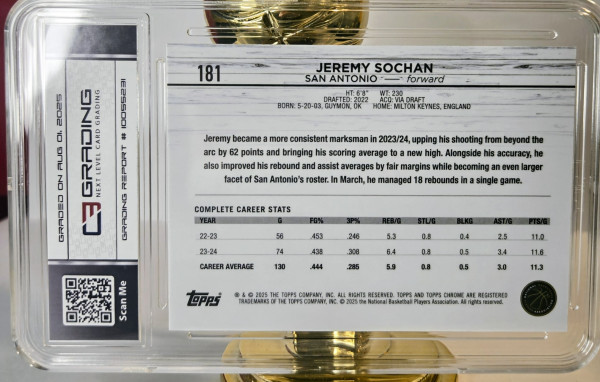 GRADED ON AUG 01, 2025
C3 GRADING
NEXT LEVEL CARD GRADING
GRADING REPORT # 10055231
Scan Me
181
JEREMY SOCHAN
SAN ANTONIO — forward
HT: 6'8" WT: 230
DRAFTED: 2022 ACQ: VIA DRAFT
BORN: 5-20-03, GUYMON, OK HOME: MILTON KEYNES, ENGLAND
Jeremy became a more consistent marksman in 2023/24, upping his shooting from beyond the
arc by 62 points and bringing his scoring average to a new high. Alongside his accuracy, he
also improved his rebound and assist averages by fair margins while becoming an even larger
facet of San Antonio's roster. In March, he managed 18 rebounds in a single game.
COMPLETE CAREER STATS
YEAR G FG% 3P% REB/G STL/G BLKG AST/G PTS/G
22-23 56 .453 .246 5.3 0.8 0.4 2.5 11.0
23-24 74 .438 .308 6.4 0.8 0.5 3.4 11.6
CAREER AVERAGE 130 .444 .285 5.9 0.8 0.5 3.0 11.3
Topps
® & © 2025 THE TOPPS COMPANY, INC. ALL RIGHTS RESERVED. TOPPS AND TOPPS CHROME ARE REGISTERED
TRADEMARKS OF THE TOPPS COMPANY, INC. © 2025 the National Basketball Players Association. All rights reserved.